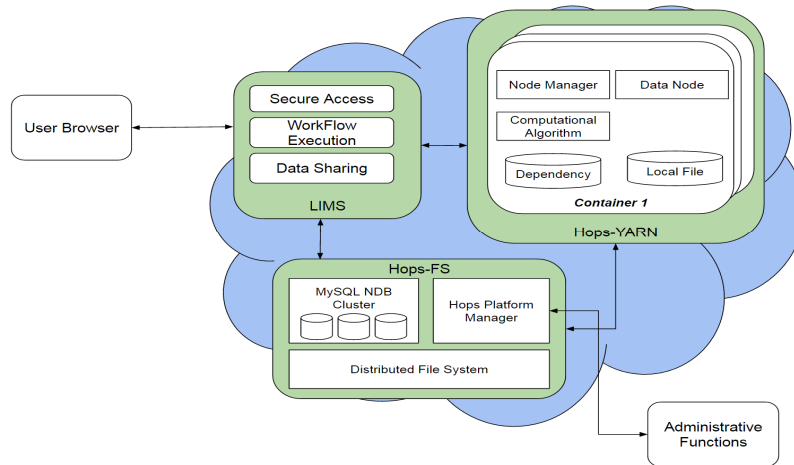 User Browser
Secure Access
WorkFlow
Execution
Data Sharing
LIMS
Node Manager
Data Node
Computational
Algorithm
Dependency
Local File
Container 1
Hops-YARN
Hops-FS
MySQL NDB
Cluster
Hops Platform
Manager
Distributed File System
Administrative
Functions